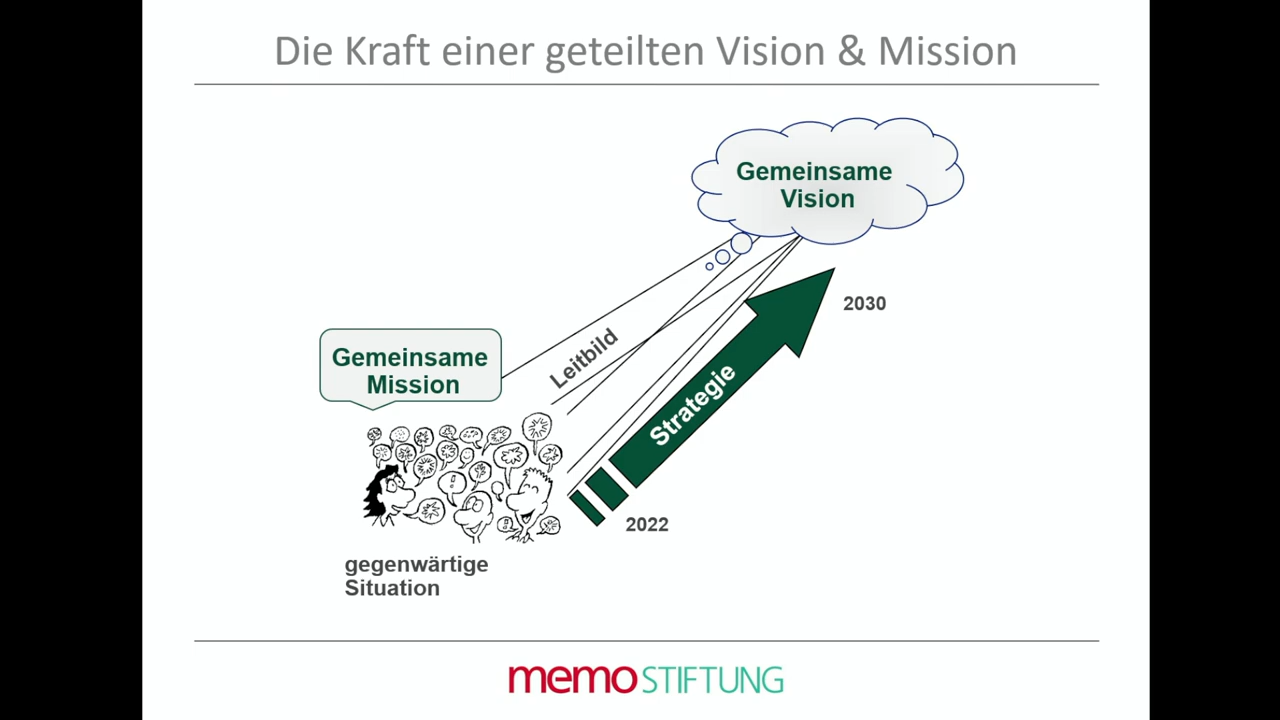 Die Kraft einer geteilten Vision & Mission
Gemeinsame
Vision
2030
Gemeinsame
Mission
Leitbild
Strategie
2022
gegenwärtige
Situation
memo STIFTUNG